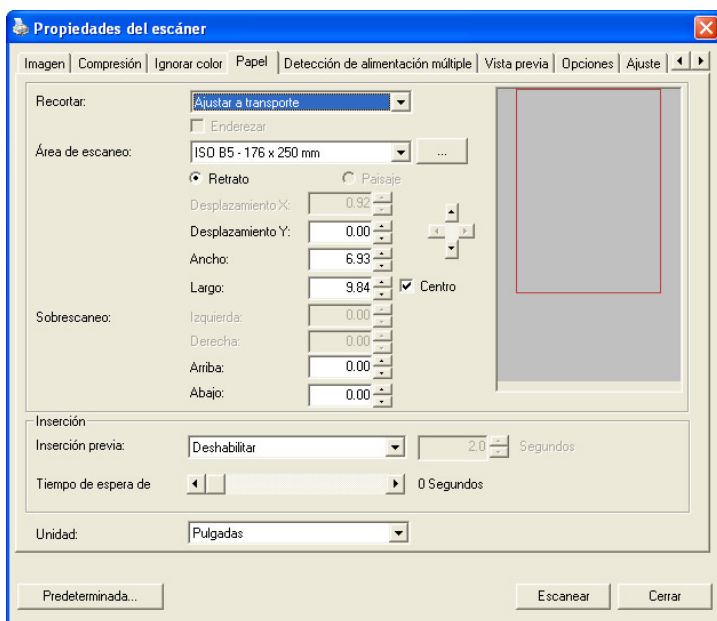 Propiedades del escáner
Imagen Compresión Ignorar color Papel Detección de alimentación múltiple Vista previa Opciones Ajuste
Recortar: Ajustar a transporte
Enderezar
Área de escaneo: ISO B5 - 176 x 250 mm ...
Retrato Paisaje
Desplazamiento X: 0.92
Desplazamiento Y: 0.00
Ancho: 6.93
Largo: 9.84 Centro
Sobrescaneo: Izquierda: 0.00
Derecha: 0.00
Arriba: 0.00
Abajo: 0.00
Inserción
Inserción previa: Deshabilitar 2.0 Segundos
Tiempo de espera de 0 Segundos
Unidad: Pulgadas
Predeterminada... Escanear Cerrar